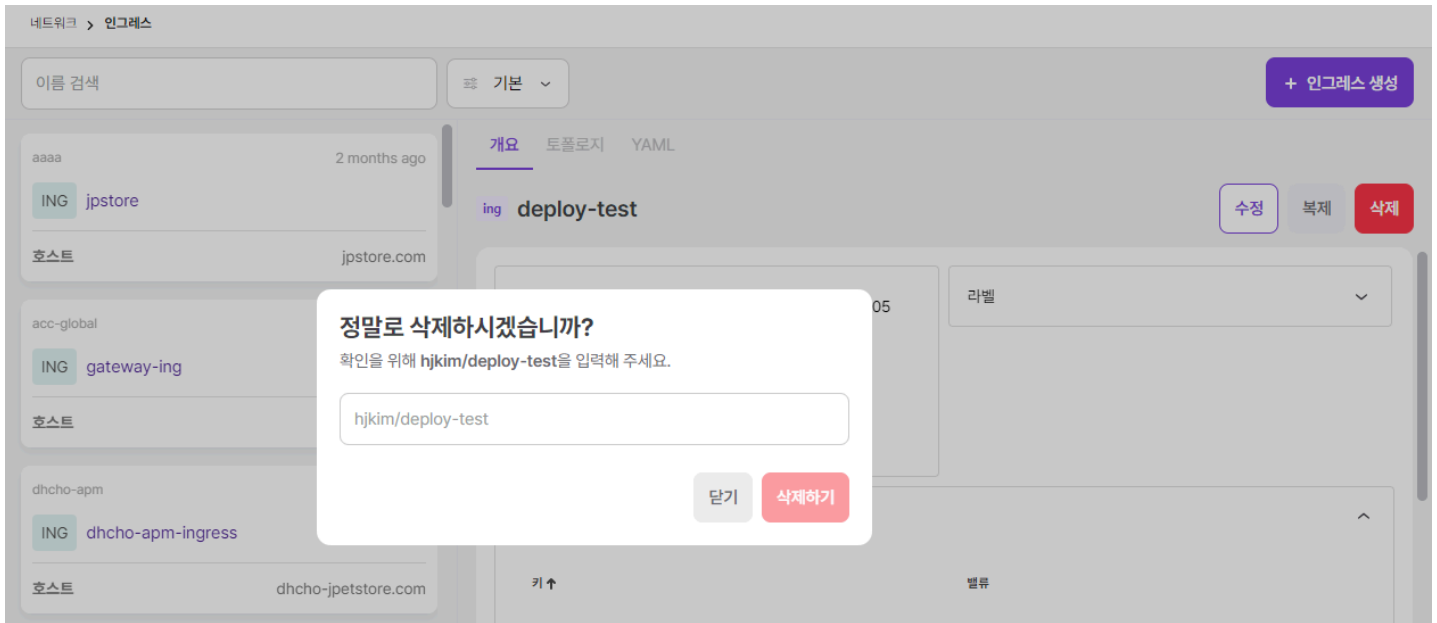 네트워크 > 인그레스
이름 검색
기본
+ 인그레스 생성
aaaa 2 months ago
ING jpstore
호스트 jpstore.com
acc-global
ING gateway-ing
호스트
dhcho-apm
ING dhcho-apm-ingress
호스트 dhcho-jpetstore.com
개요 토폴로지 YAML
ing deploy-test
수정 복제 삭제
05
라벨
키 ↑ 밸류
정말로 삭제하시겠습니까?
확인을 위해 hjkim/deploy-test을 입력해 주세요.
hjkim/deploy-test
닫기 삭제하기